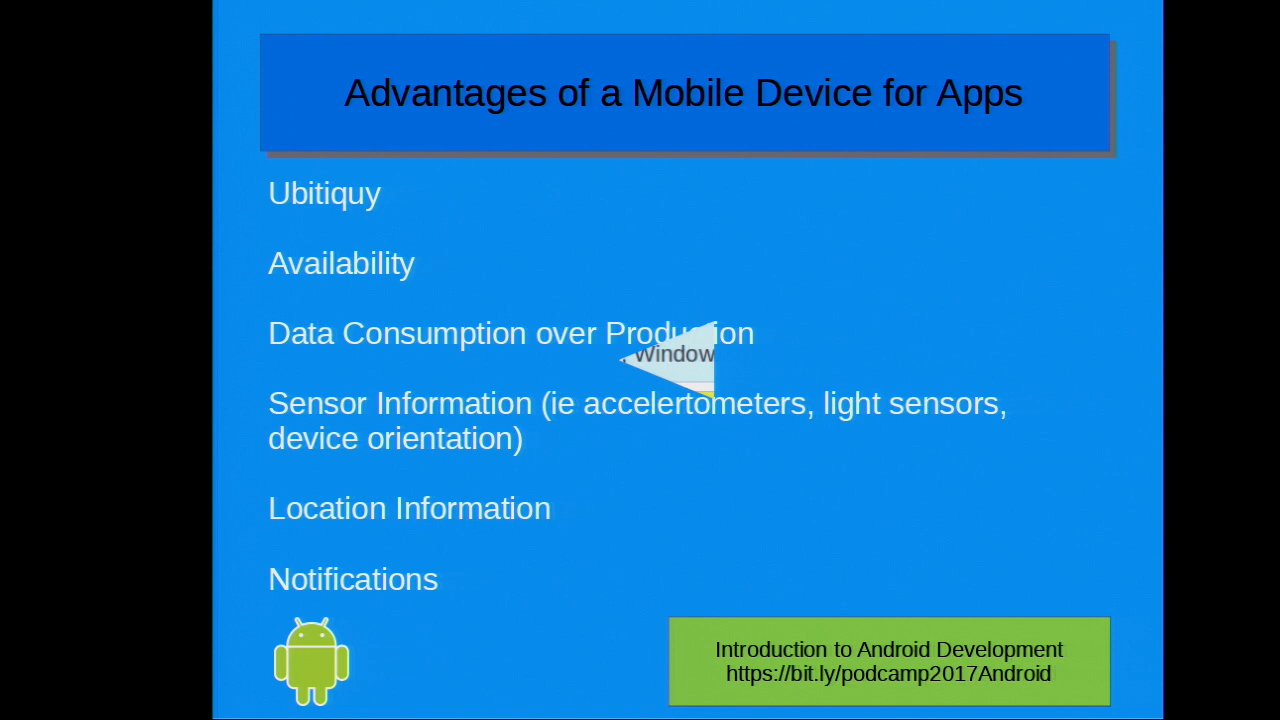 Advantages of a Mobile Device for Apps
Ubitiquy
Availability
Data Consumption over Production
, Window
Sensor Information (ie accelertometers, light sensors,
device orientation)
Location Information
Notifications
Introduction to Android Development
https://bit.ly/podcamp2017Android